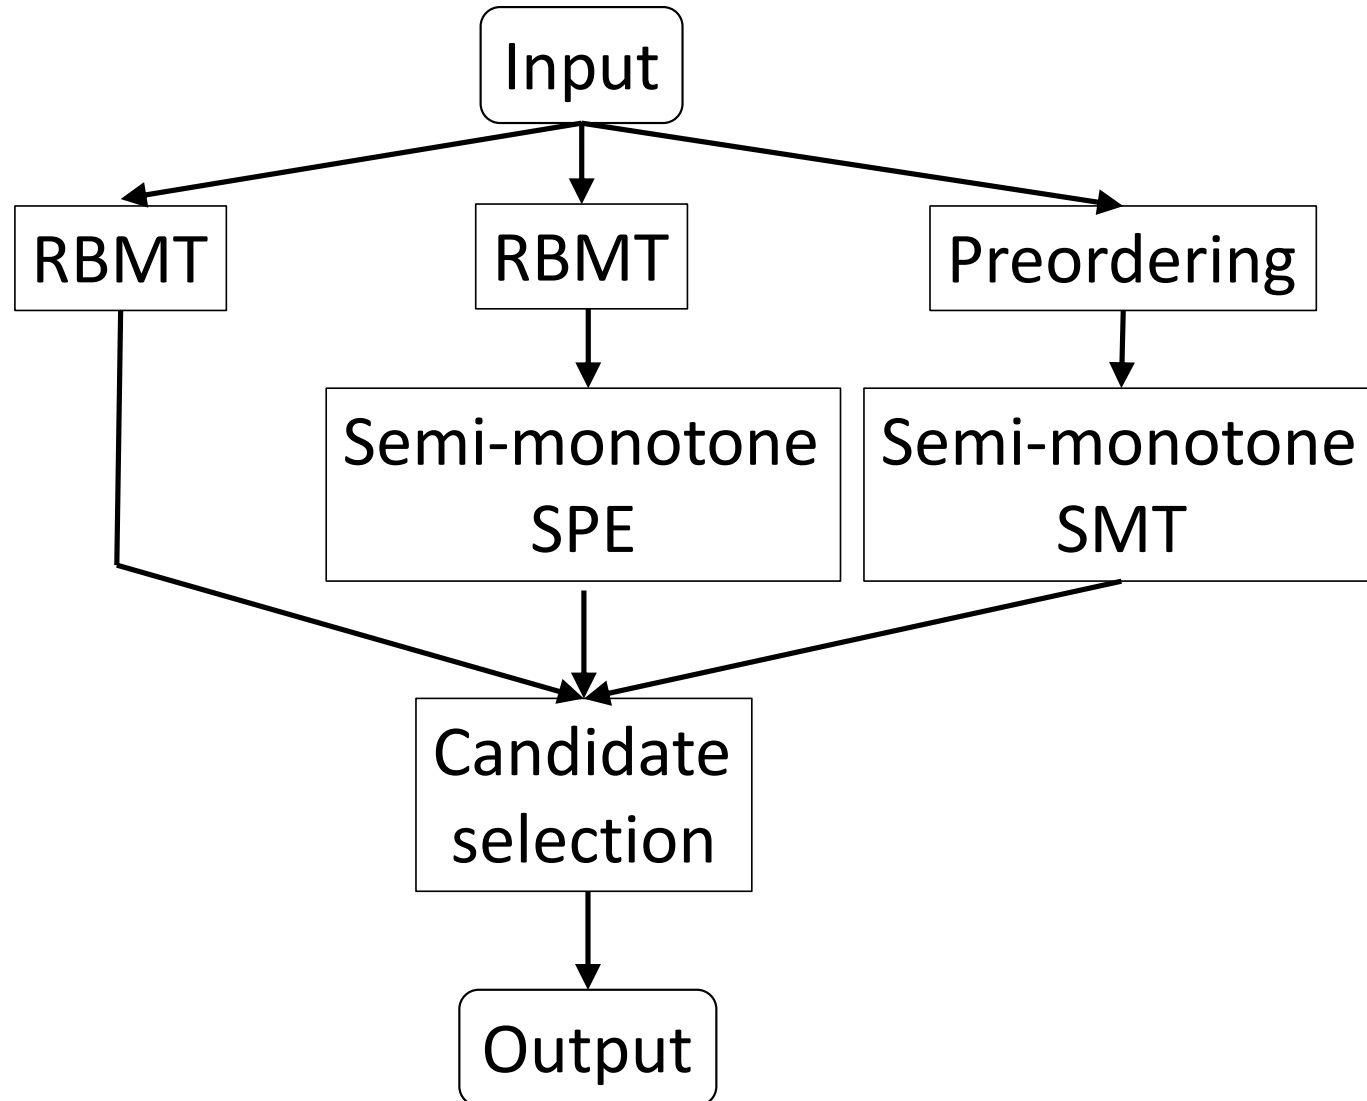 Input
RBMT
RBMT
Preordering
Semi-monotone
SPE
Semi-monotone
SMT
Candidate
selection
Output